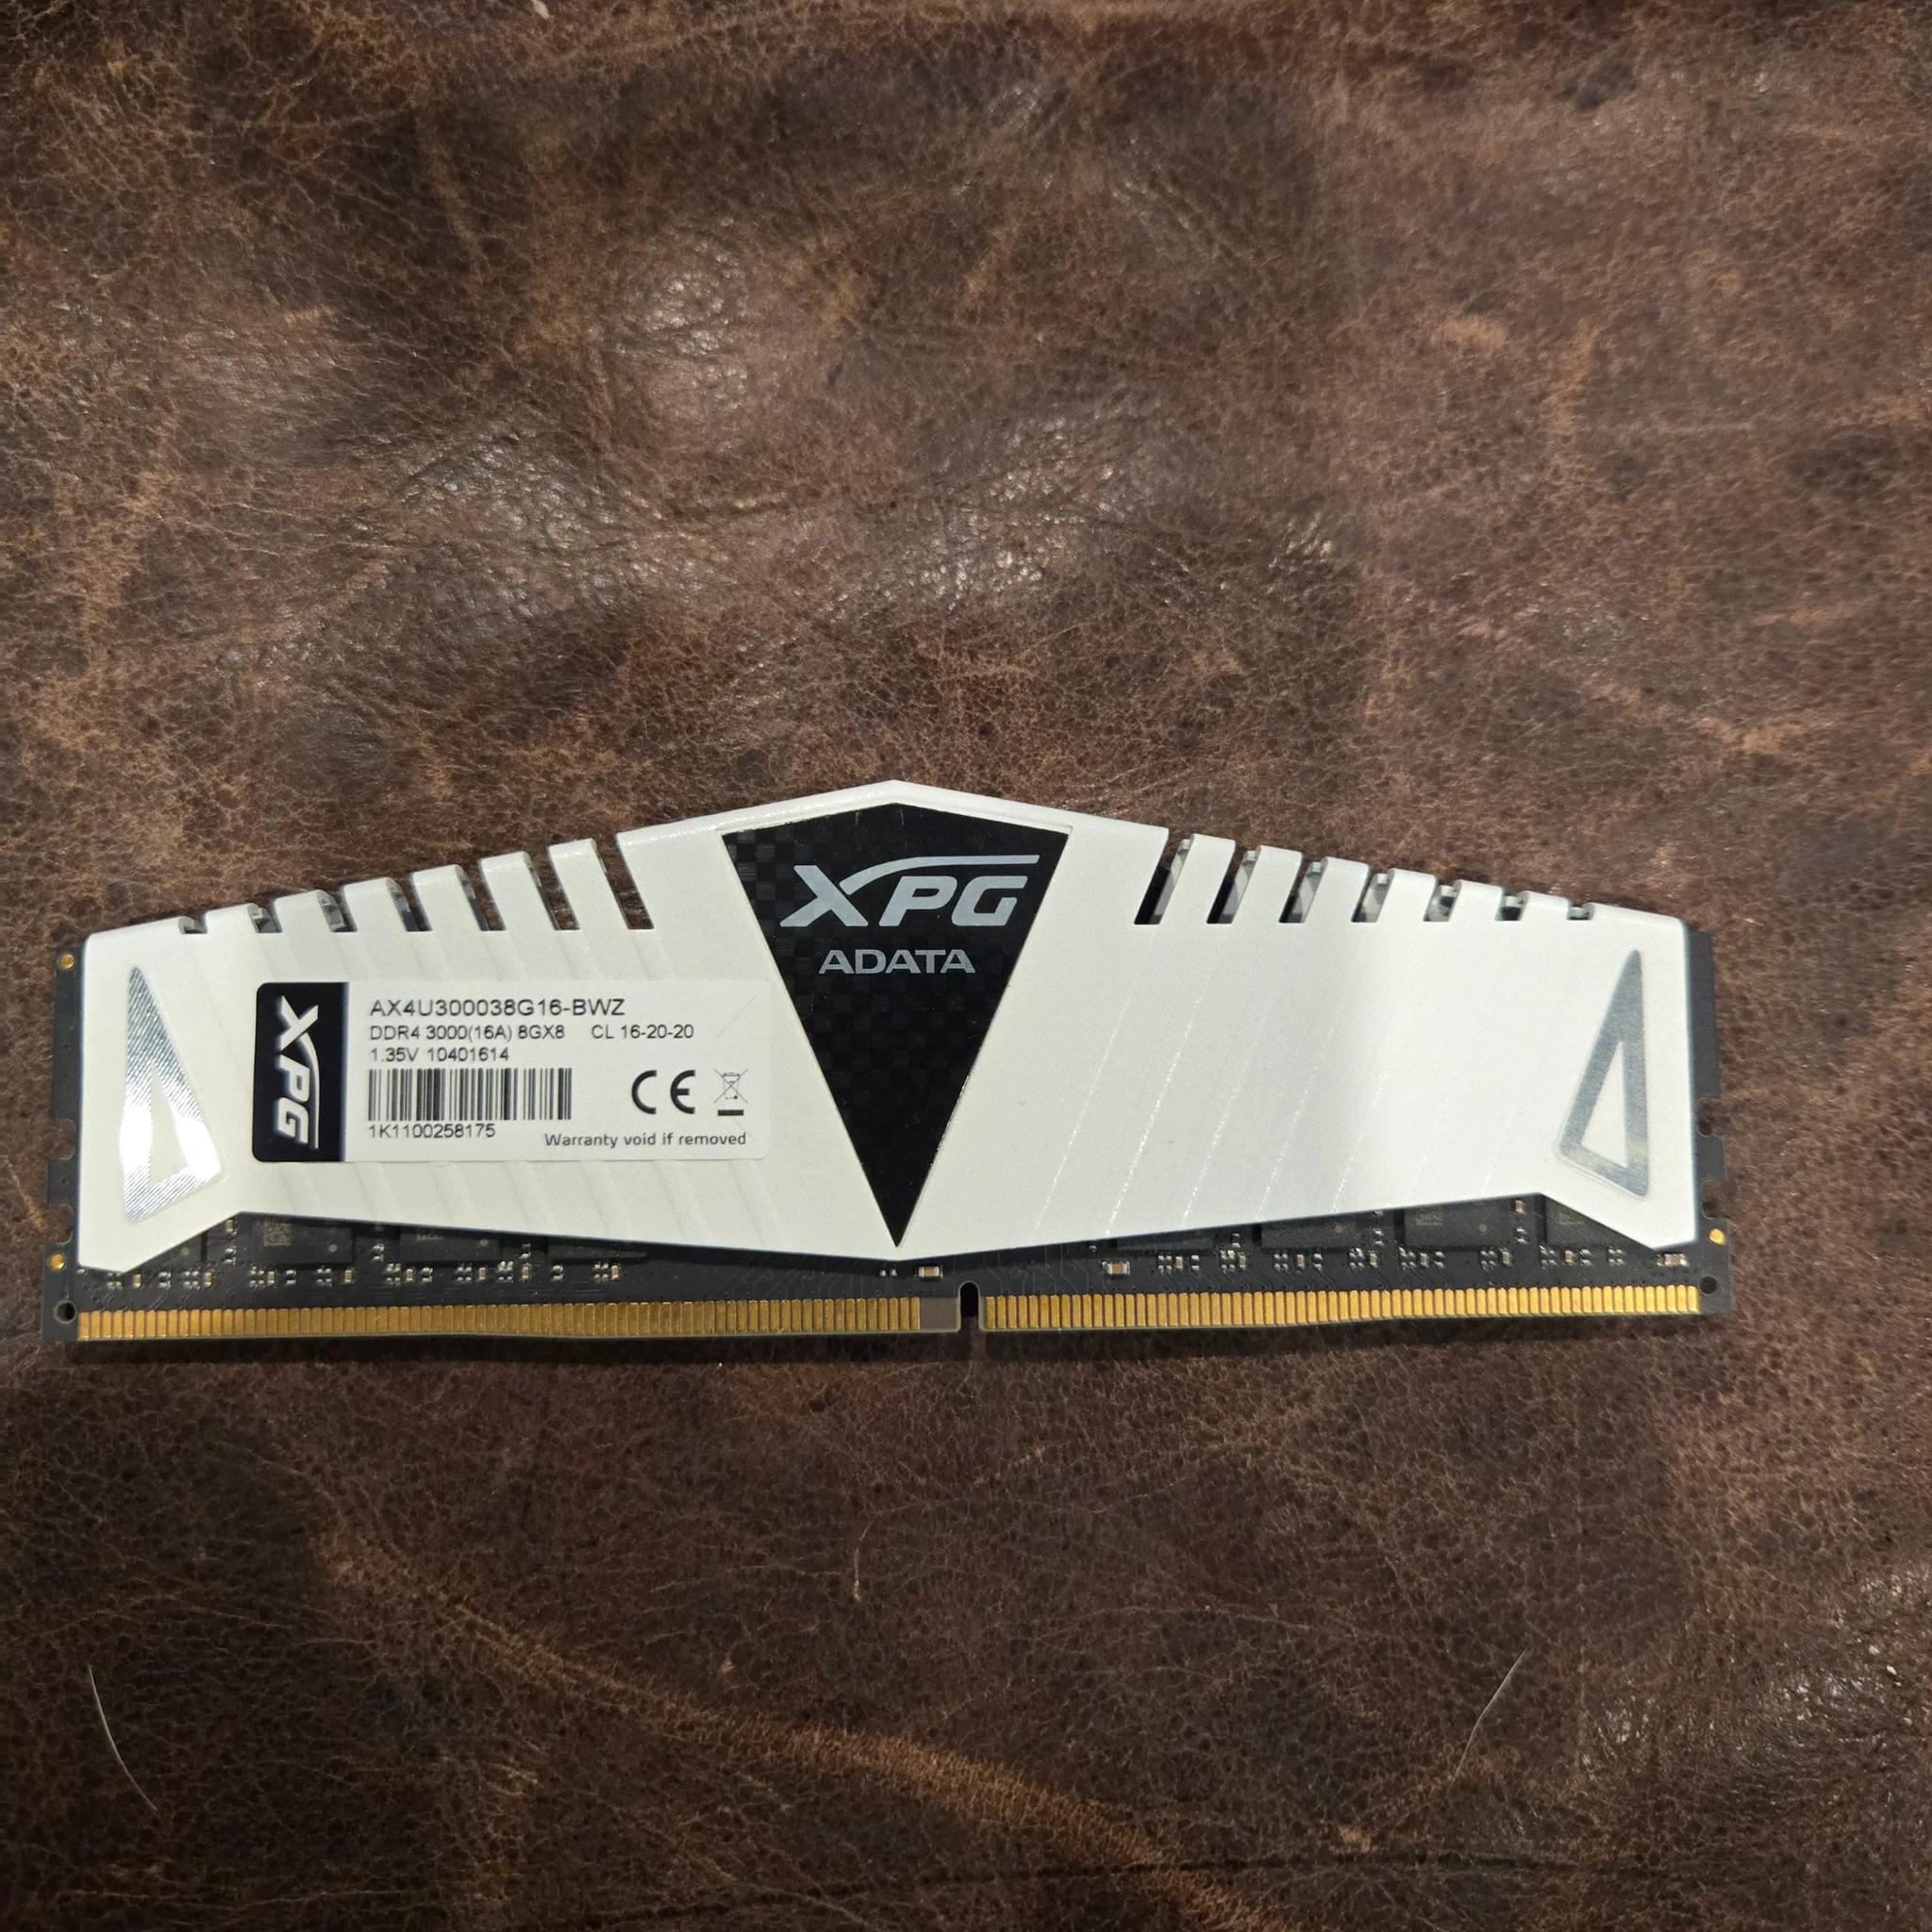 XPG
ADATA
XPG
AX4U300038G16-BWZ
DDR4 3000(16A) 8GX8 CL 16-20-20
1.35V 10401614
CE
1K1100258175
Warranty void if removed